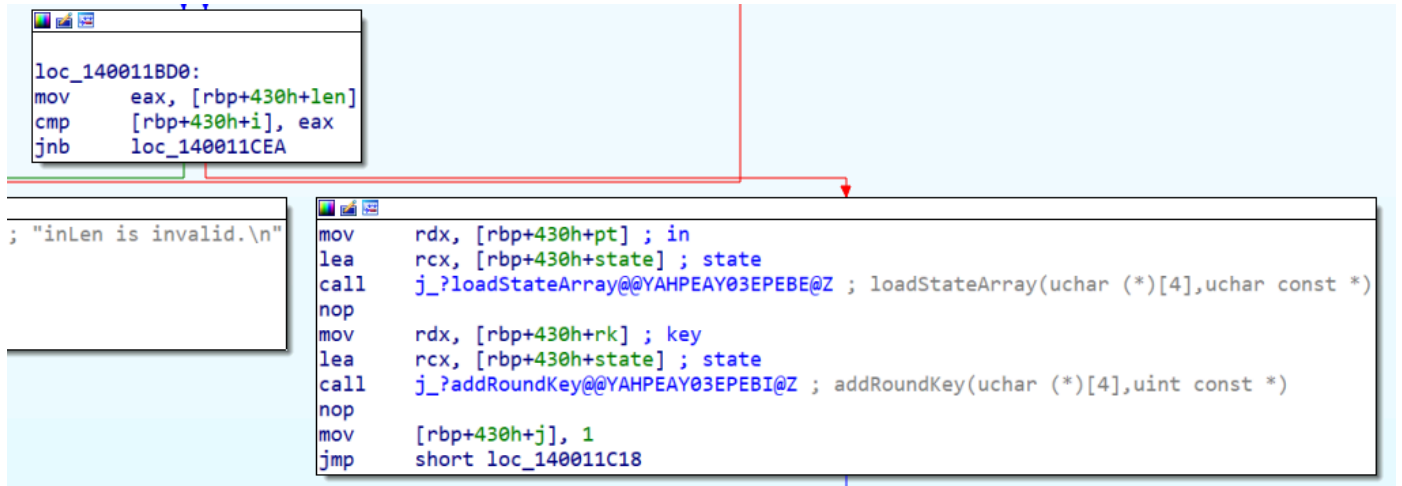 loc_140011BD0:
mov eax, [rbp+430h+len]
cmp [rbp+430h+i], eax
jnb loc_140011CEA
; "inLen is invalid.\n"
mov rdx, [rbp+430h+pt] ; in
lea rcx, [rbp+430h+state] ; state
call j_?loadStateArray@@YAHPEAY03EPEBE@Z ; loadStateArray(uchar (*)[4],uchar const *)
nop
mov rdx, [rbp+430h+rk] ; key
lea rcx, [rbp+430h+state] ; state
call j_?addRoundKey@@YAHPEAY03EPEBI@Z ; addRoundKey(uchar (*)[4],uint const *)
nop
mov [rbp+430h+j], 1
jmp short loc_140011C18